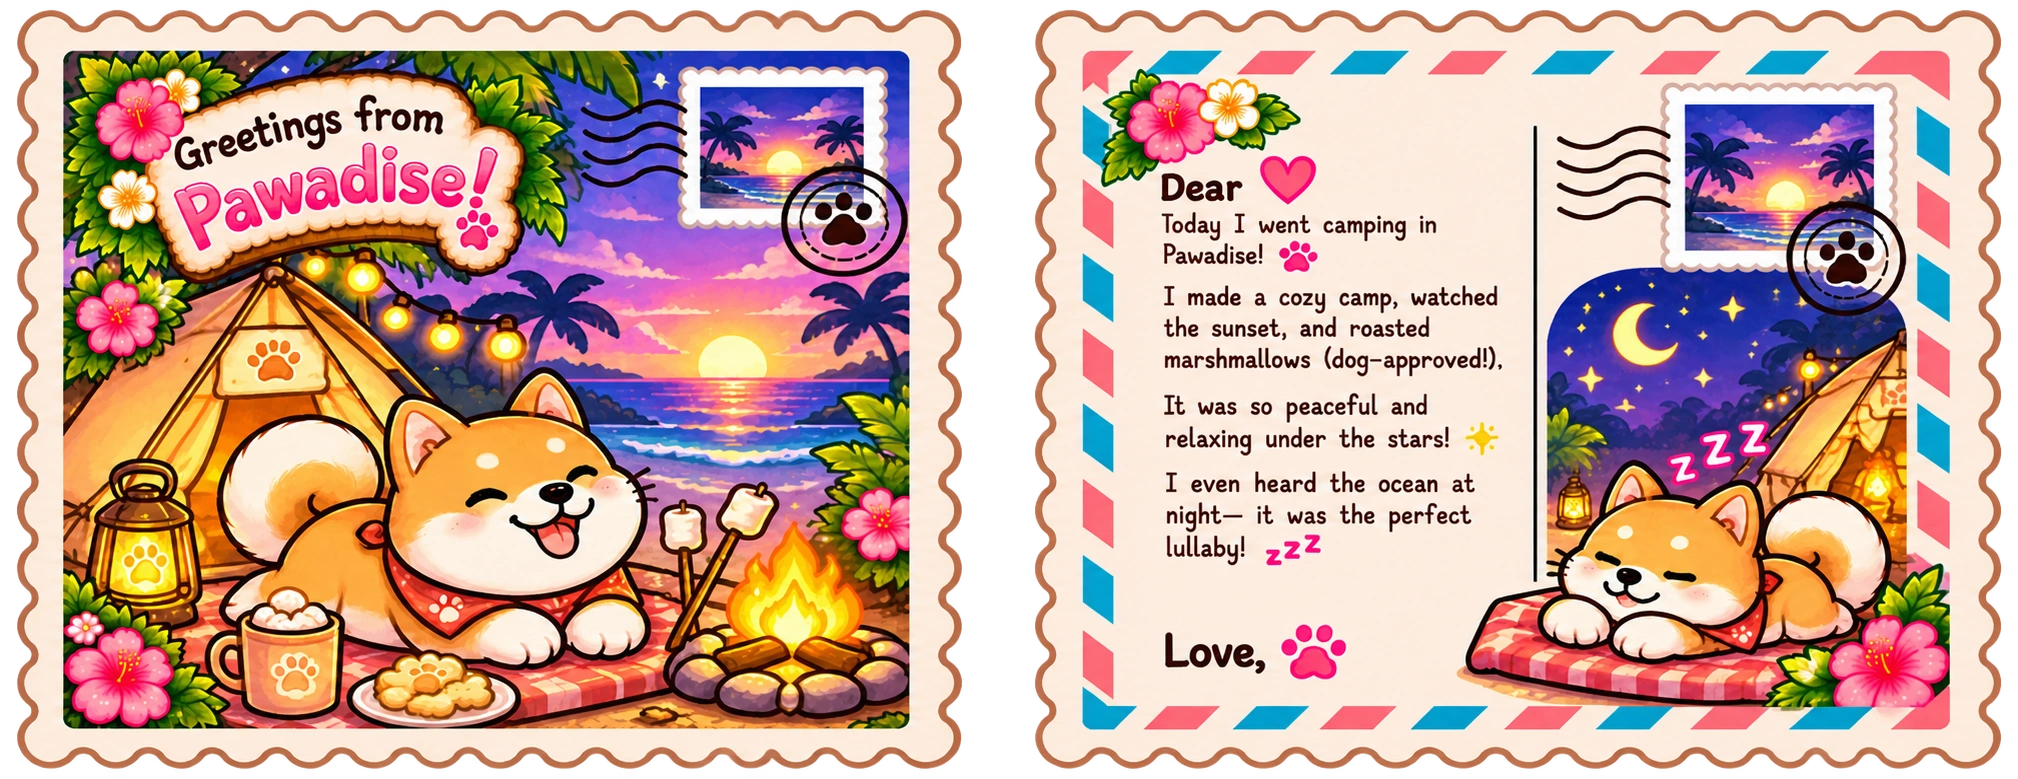 Greetings from
Pawadise!
Dear
Today I went camping in
Pawadise!
I made a cozy camp, watched
the sunset, and roasted
marshmallows (dog-approved!),
It was so peaceful and
relaxing under the stars!
I even heard the ocean at
night— it was the perfect
lullaby! zzz
Love,
zzz